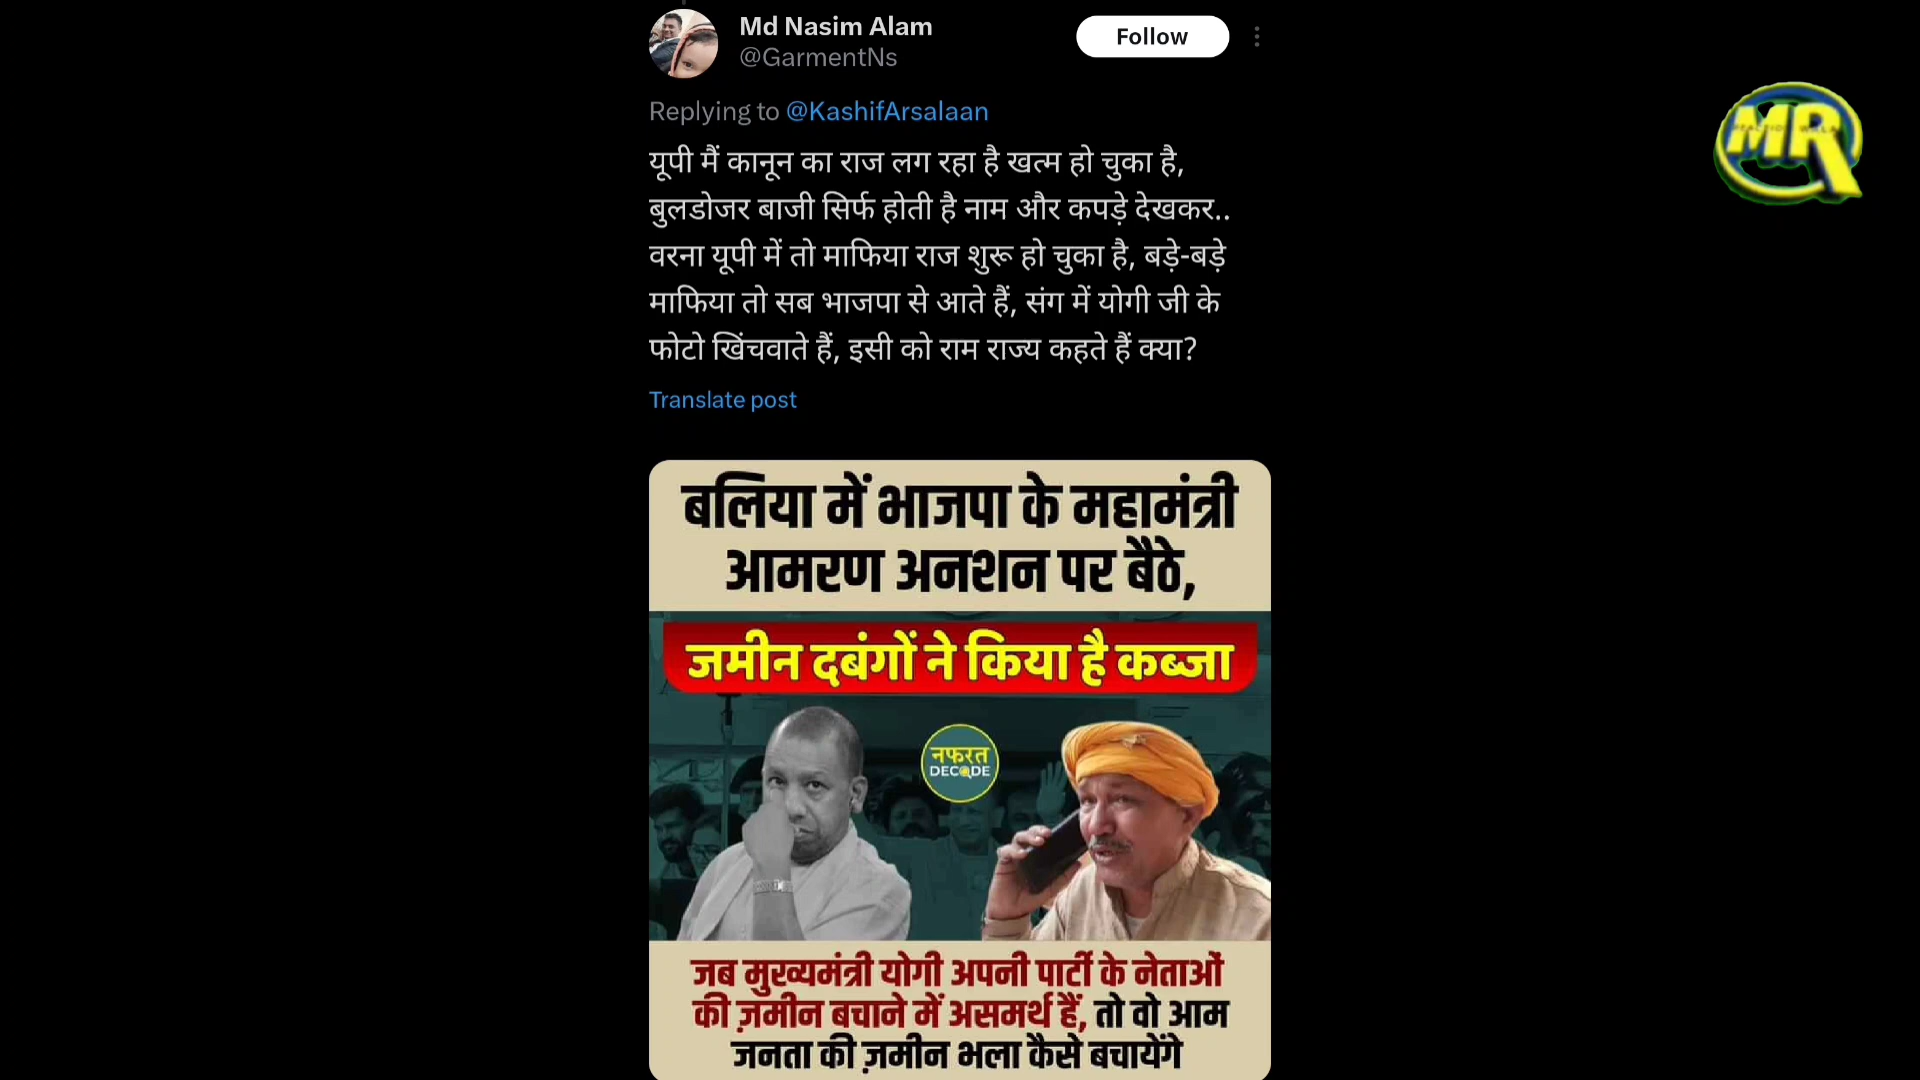 Md Nasim Alam
@GarmentNs
Follow
Replying to @KashifArsalaan
यूपी मैं कानून का राज लग रहा है खत्म हो चुका है,
बुलडोजर बाजी सिर्फ होती है नाम और कपड़े देखकर..
वरना यूपी में तो माफिया राज शुरू हो चुका है, बड़े-बड़े
माफिया तो सब भाजपा से आते हैं, संग में योगी जी के
फोटो खिंचवाते हैं, इसी को राम राज्य कहते हैं क्या?
Translate post
MR
REACTION WALA
बलिया में भाजपा के महामंत्री
आमरण अनशन पर बैठे,
जमीन दबंगों ने किया है कब्जा
नफरत
DECODE
जब मुख्यमंत्री योगी अपनी पार्टी के नेताओं
की ज़मीन बचाने में असमर्थ हैं, तो वो आम
जनता की ज़मीन भला कैसे बचायेंगे